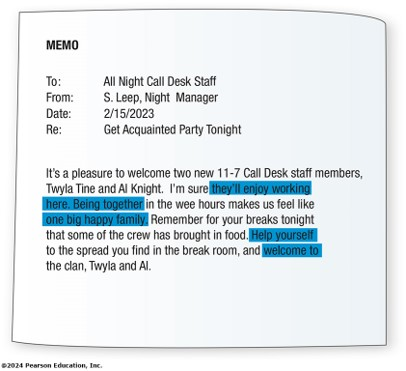 MEMO
To: All Night Call Desk Staff
From: S. Leep, Night Manager
Date: 2/15/2023
Re: Get Acquainted Party Tonight
It's a pleasure to welcome two new 11-7 Call Desk staff members,
Twyla Tine and Al Knight. I'm sure they'll enjoy working
here. Being together in the wee hours makes us feel like
one big happy family. Remember for your breaks tonight
that some of the crew has brought in food. Help yourself
to the spread you find in the break room, and welcome to
the clan, Twyla and Al.
©2024 Pearson Education, Inc.